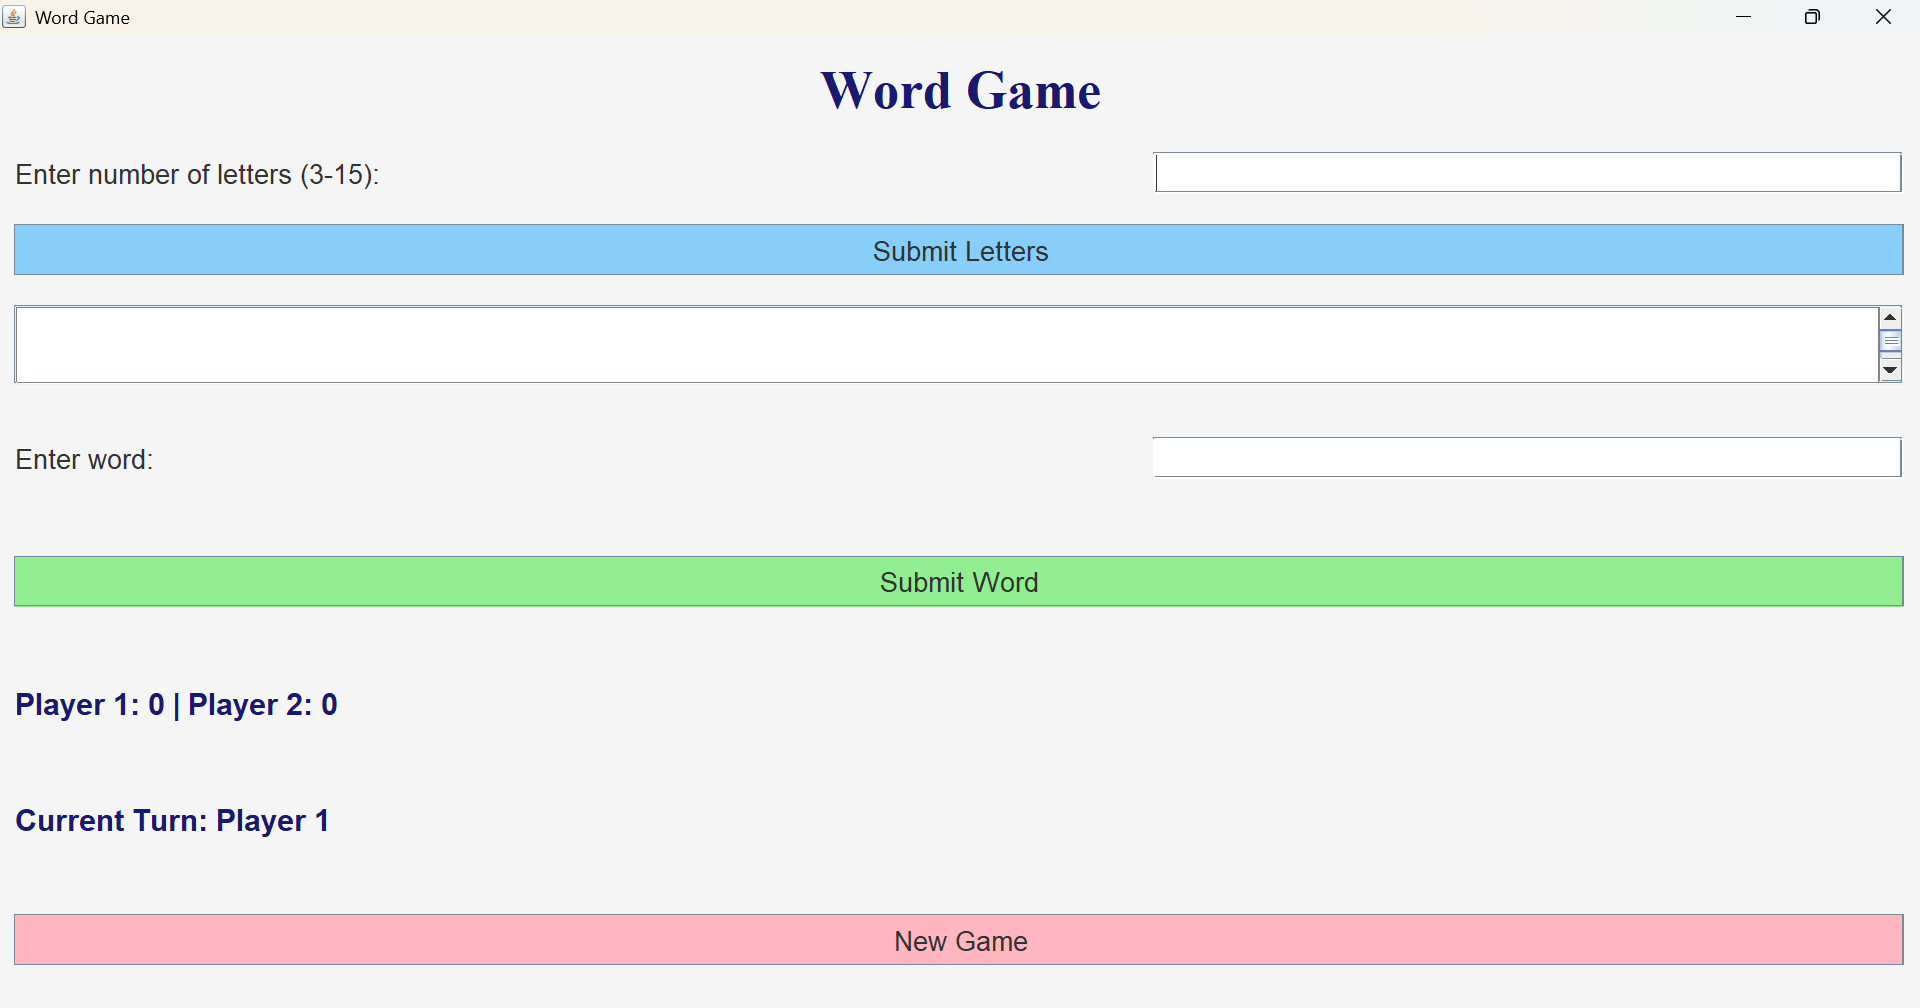 Word Game
Word Game
Enter number of letters (3-15):
Submit Letters
Enter word:
Submit Word
Player 1: 0 | Player 2: 0
Current Turn: Player 1
New Game